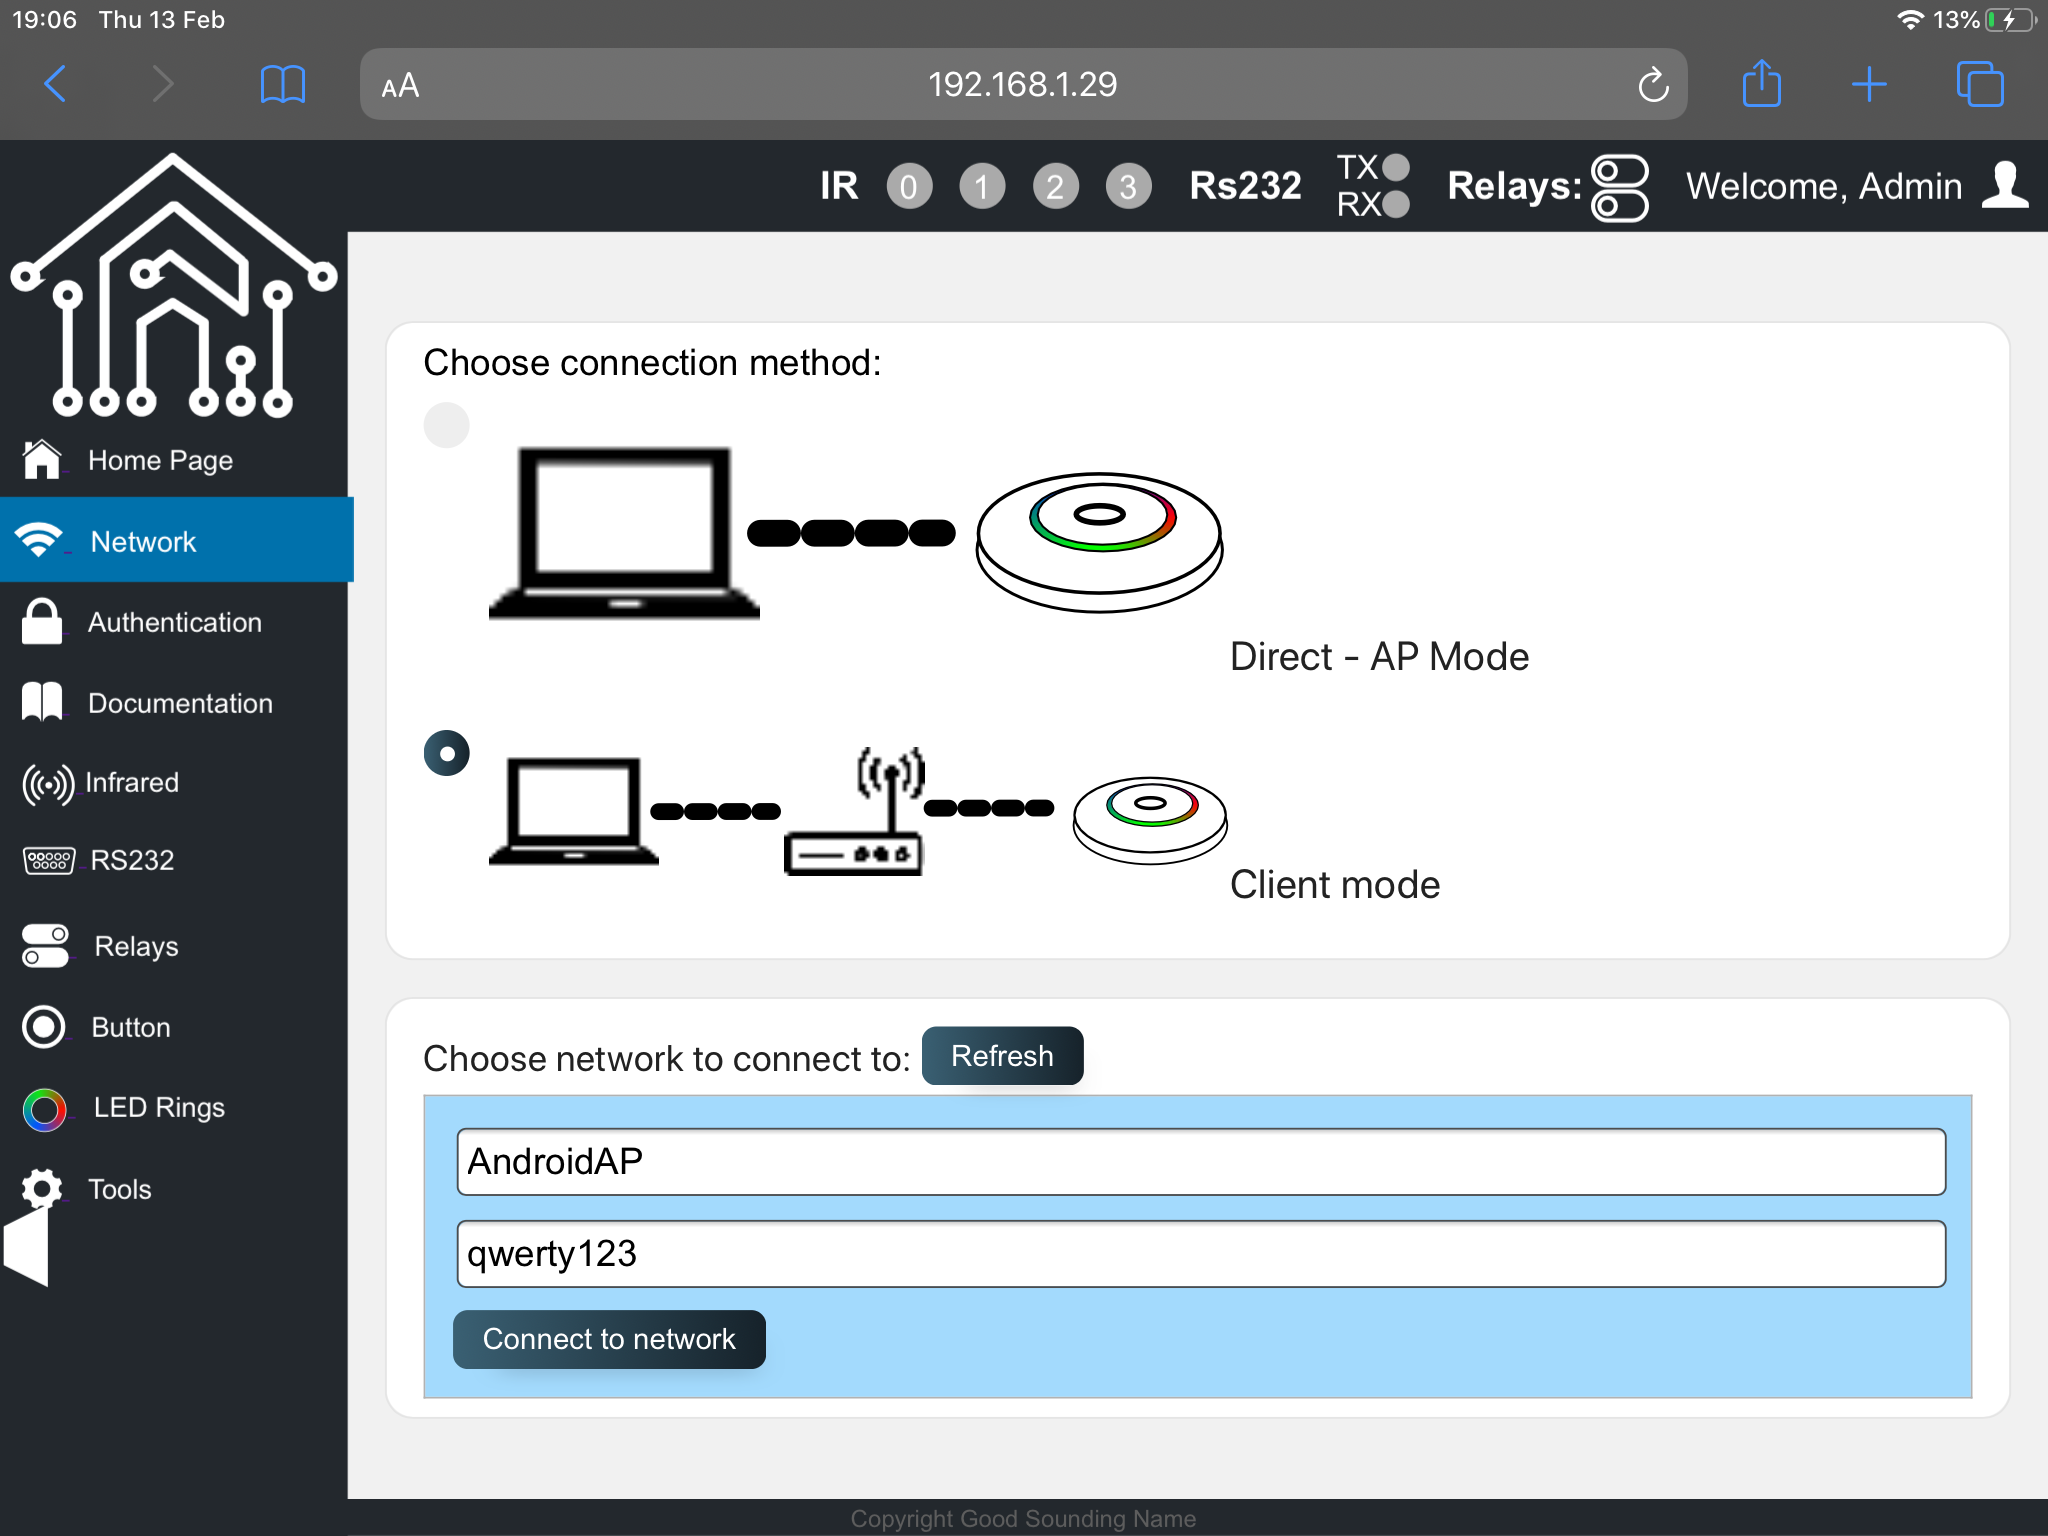 19:06 Thu 13 Feb
13%
AA
192.168.1.29
IR 0 1 2 3 Rs232 TX RX Relays: Welcome, Admin
Home Page
Network
Authentication
Documentation
Infrared
RS232
Relays
Button
LED Rings
Tools
Choose connection method:
Direct - AP Mode
Client mode
Choose network to connect to: Refresh
AndroidAP
qwerty123
Connect to network
Copyright Good Sounding Name